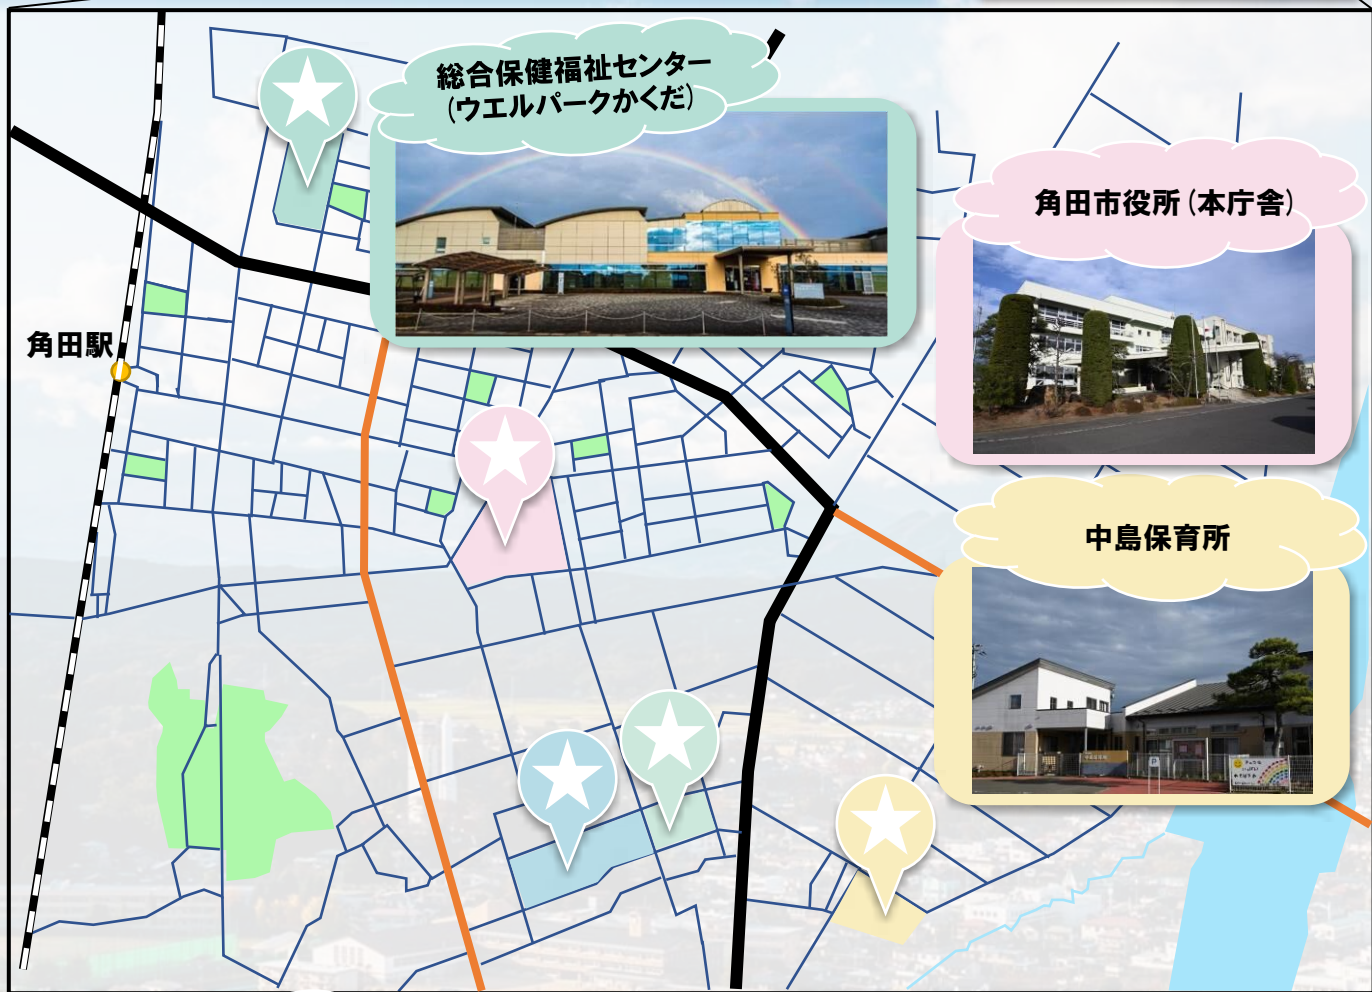 総合保健福祉センター
(ウエルパークかくだ)
角田市役所(本庁舎)
角田駅
中島保育所
P